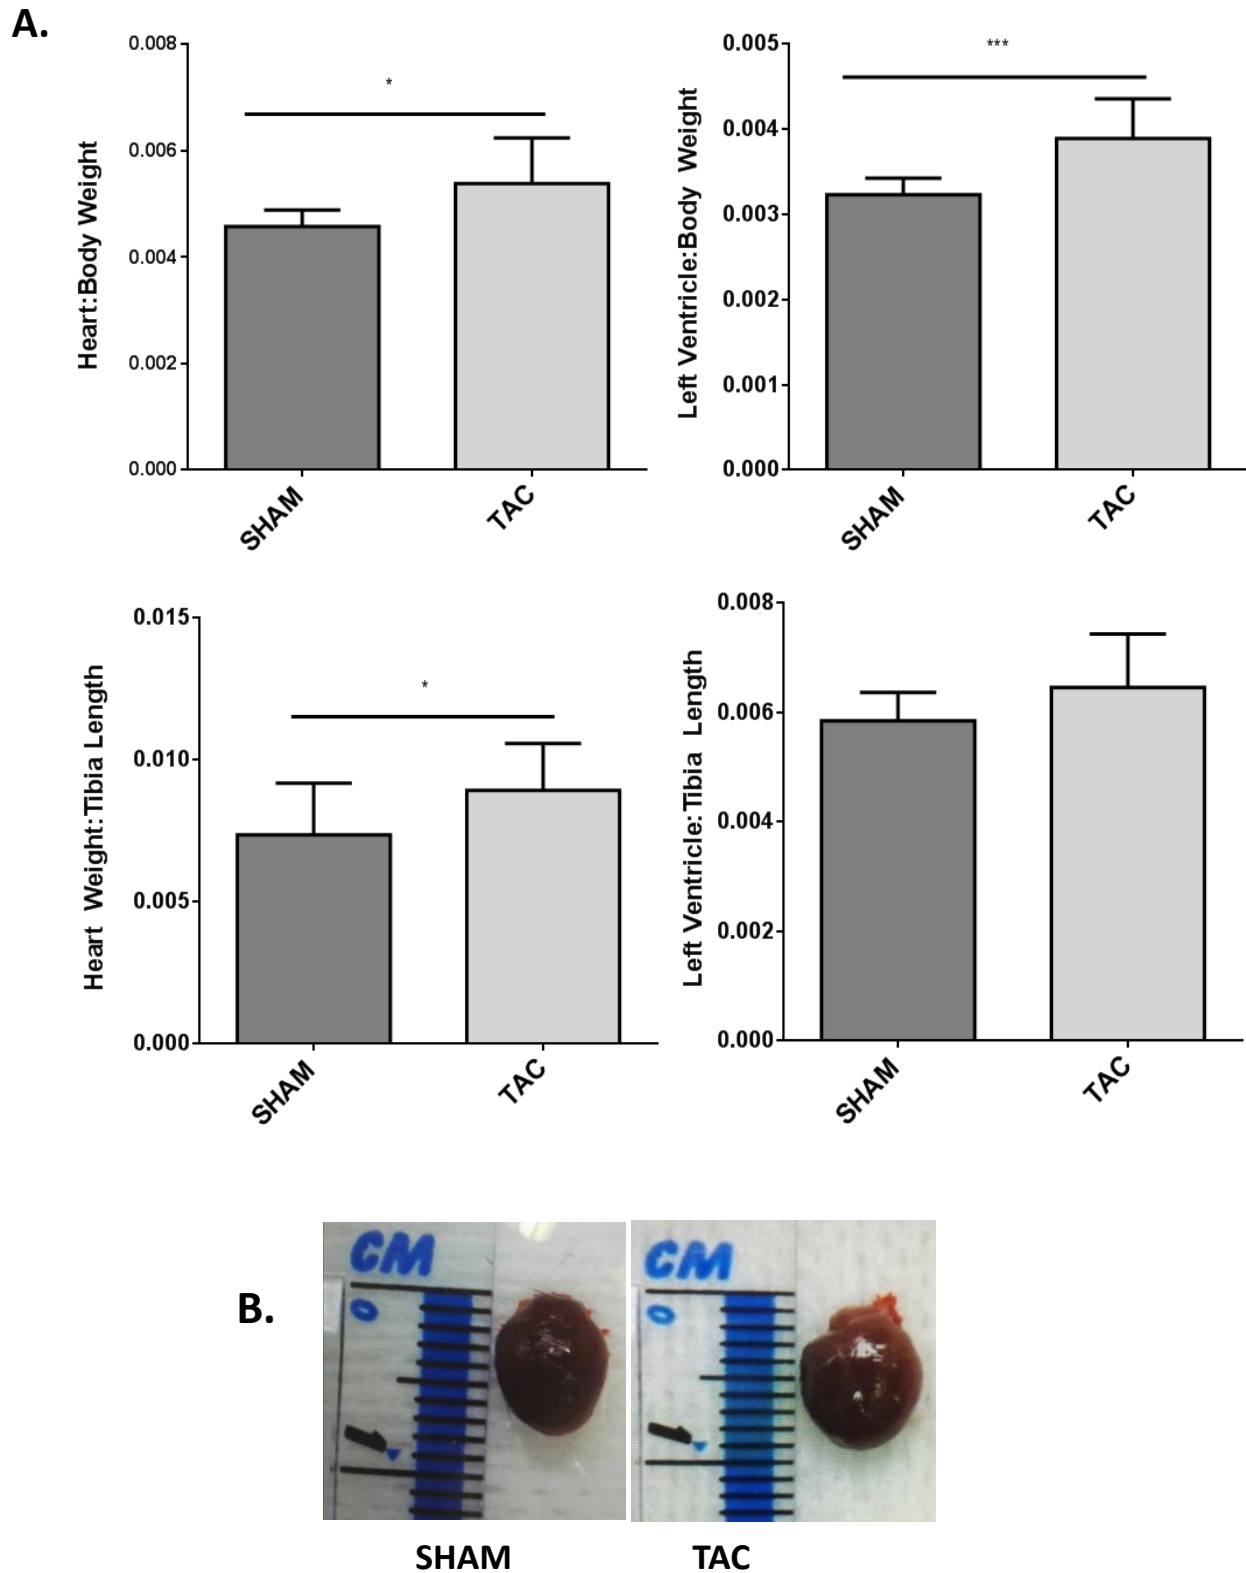 A.
0.008
0.006
0.004
0.002
0.000
Heart:Body Weight
*
SHAM
TAC
0.005
0.004
0.003
0.002
0.001
0.000
Left Ventricle:Body Weight
***
SHAM
TAC
0.015
0.010
0.005
0.000
Heart Weight:Tibia Length
*
SHAM
TAC
0.008
0.006
0.004
0.002
0.000
Left Ventricle:Tibia Length
SHAM
TAC
B.
CM
0
1
CM
0
1
SHAM
TAC